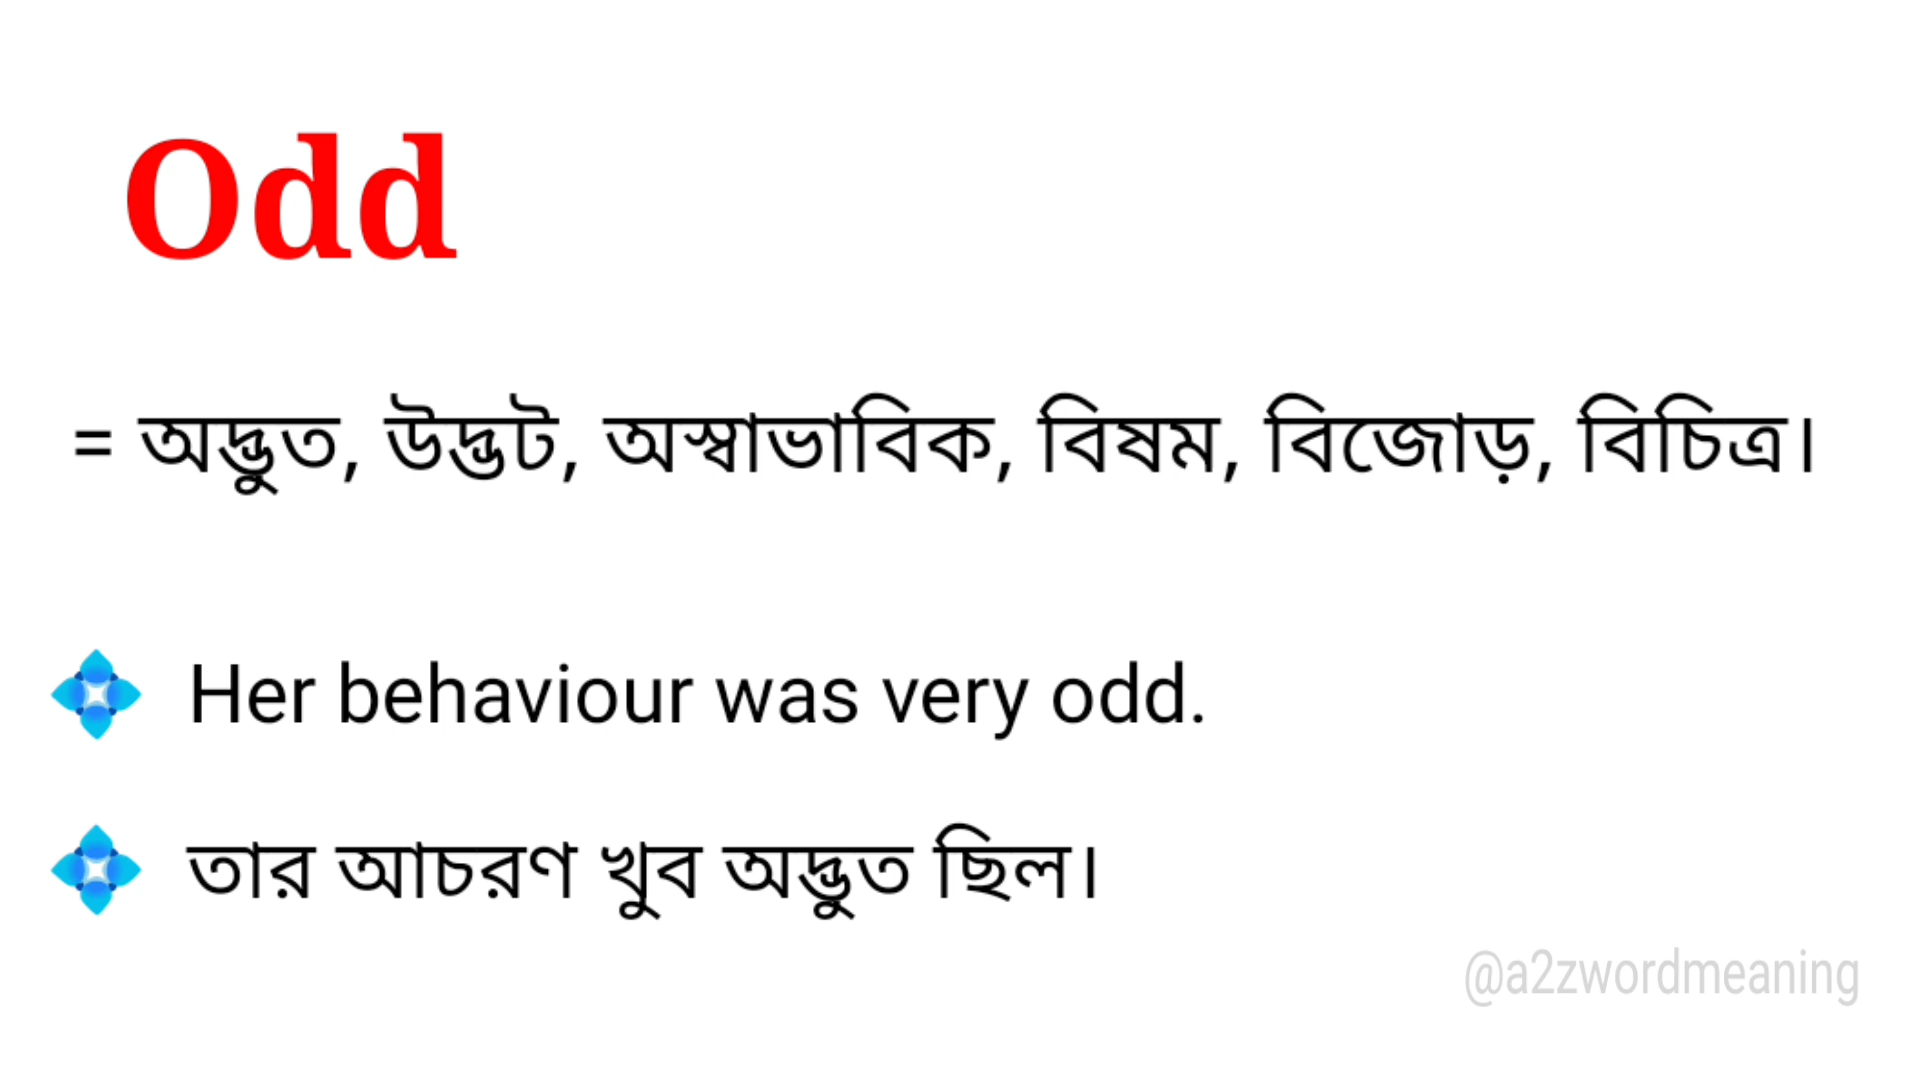 Odd
= অদ্ভুত, উদ্ভট, অস্বাভাবিক, বিষম, বিজোড়, বিচিত্র।
Her behaviour was very odd.
তার আচরণ খুব অদ্ভুত ছিল।
@a2zwordmeaning